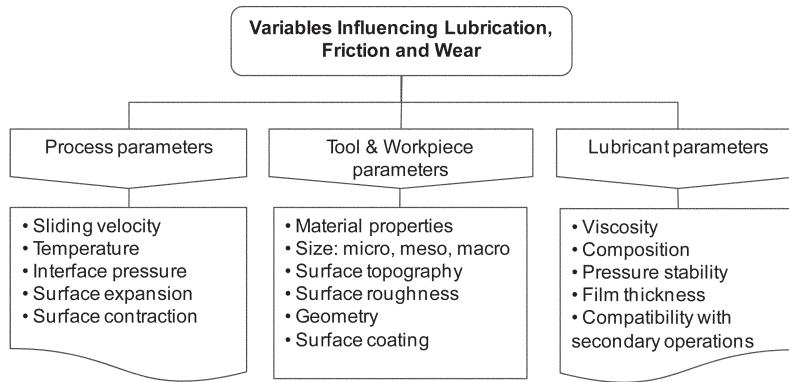 Variables Influencing Lubrication,
Friction and Wear
Process parameters
• Sliding velocity
• Temperature
• Interface pressure
• Surface expansion
• Surface contraction
Tool & Workpiece
parameters
• Material properties
• Size: micro, meso, macro
• Surface topography
• Surface roughness
• Geometry
• Surface coating
Lubricant parameters
• Viscosity
• Composition
• Pressure stability
• Film thickness
• Compatibility with
secondary operations